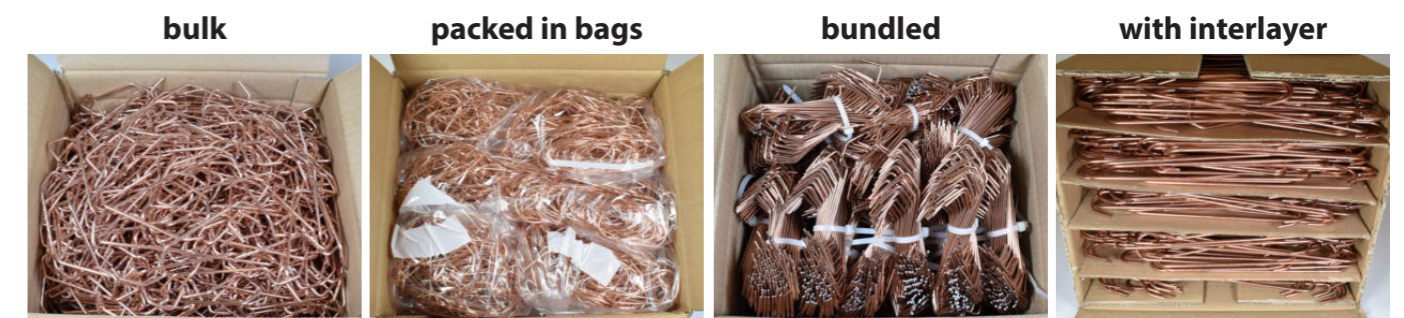 bulk
packed in bags
bundled
with interlayer